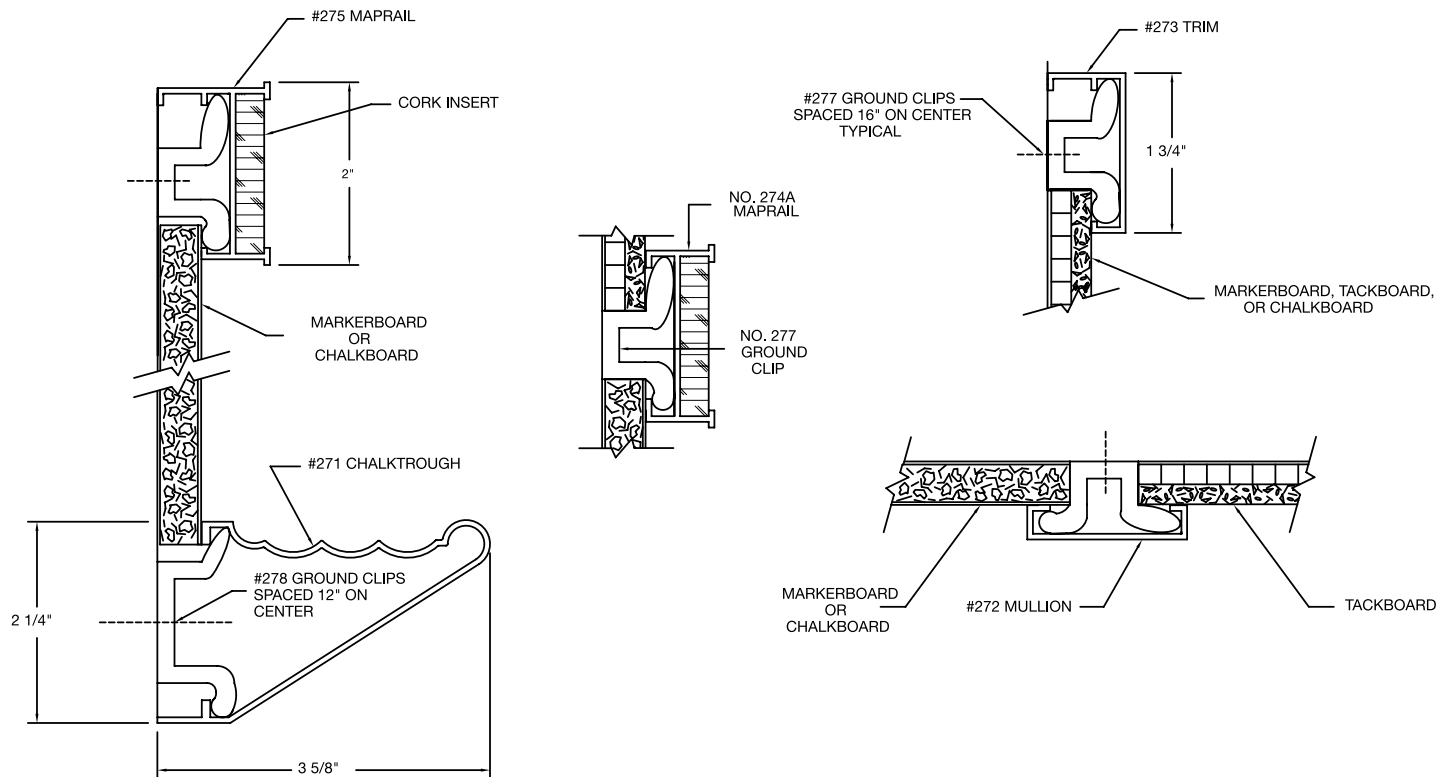 #275 MAPRAIL
CORK INSERT
2"
MARKERBOARD
OR
CHALKBOARD
#271 CHALKTROUGH
#278 GROUND CLIPS
SPACED 12" ON
CENTER
2 1/4"
3 5/8"
NO. 274A
MAPRAIL
NO. 277
GROUND
CLIP
#273 TRIM
#277 GROUND CLIPS
SPACED 16" ON CENTER
TYPICAL
1 3/4"
MARKERBOARD, TACKBOARD,
OR CHALKBOARD
MARKERBOARD
OR
CHALKBOARD
#272 MULLION
TACKBOARD